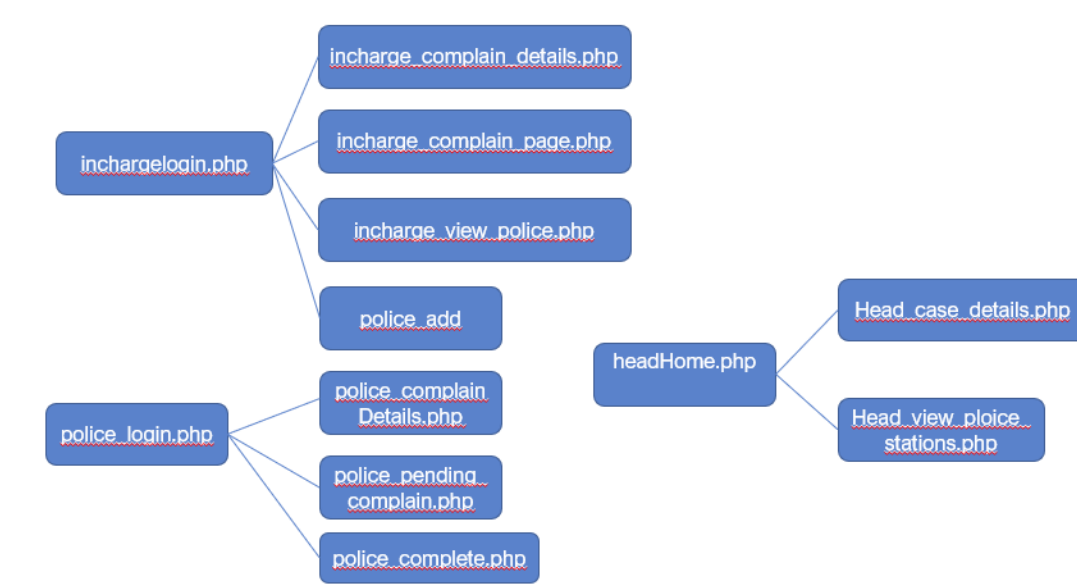 incharge_complain_details.php
incharge_complain_page.php
inchargelogin.php
incharge_view_police.php
police_add
police_complain
Details.php
police_login.php
police_pending_
complain.php
police_complete.php
Head_case_details.php
headHome.php
Head_view_ploice_
stations.php